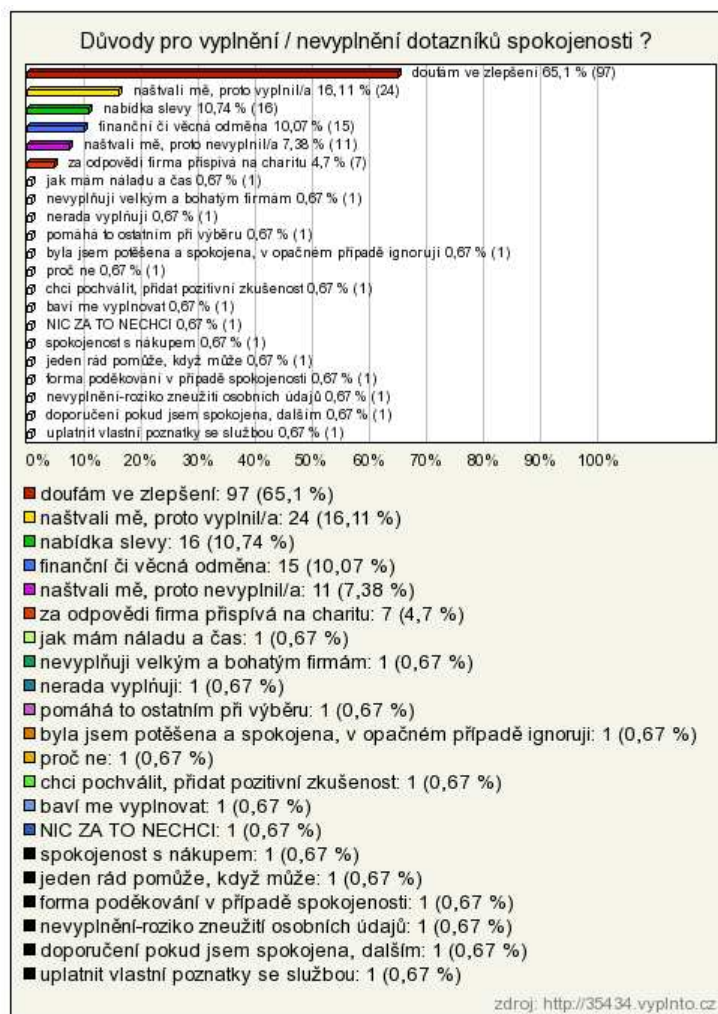 Důvody pro vyplnění / nevyplnění dotazníků spokojenosti ?
doufám ve zlepšení 65,1 % (97)
naštvali mě, proto vyplnil/a 16,11 % (24)
nabídka slevy 10,74 % (16)
finanční či věcná odměna 10,07 % (15)
naštvali mě, proto nevyplnil/a 7,38 % (11)
za odpovědi firma přispívá na charitu 4,7 % (7)
jak mám náladu a čas 0,67 % (1)
nevyplňuji velkým a bohatým firmám 0,67 % (1)
nerada vyplňuji 0,67 % (1)
pomáhá to ostatním při výběru 0,67 % (1)
byla jsem potěšena a spokojena, v opačném případě ignoruji 0,67 % (1)
proč ne 0,67 % (1)
chci pochválit, přidat pozitivní zkušenost 0,67 % (1)
baví me vyplnovat 0,67 % (1)
NIC ZA TO NECHCI 0,67 % (1)
spokojenost s nákupem 0,67 % (1)
jeden rád pomůže, když může 0,67 % (1)
forma poděkování v případě spokojenosti 0,67 % (1)
nevyplnění-roziko zneužití osobních údajů 0,67 % (1)
doporučení pokud jsem spokojena, dalším 0,67 % (1)
uplatnit vlastní poznatky se službou 0,67 % (1)
0% 10% 20% 30% 40% 50% 60% 70% 80% 90% 100%
doufám ve zlepšení: 97 (65,1 %)
naštvali mě, proto vyplnil/a: 24 (16,11 %)
nabídka slevy: 16 (10,74 %)
finanční či věcná odměna: 15 (10,07 %)
naštvali mě, proto nevyplnil/a: 11 (7,38 %)
za odpovědi firma přispívá na charitu: 7 (4,7 %)
jak mám náladu a čas: 1 (0,67 %)
nevyplňuji velkým a bohatým firmám: 1 (0,67 %)
nerada vyplňuji: 1 (0,67 %)
pomáhá to ostatním při výběru: 1 (0,67 %)
byla jsem potěšena a spokojena, v opačném případě ignoruji: 1 (0,67 %)
proč ne: 1 (0,67 %)
chci pochválit, přidat pozitivní zkušenost: 1 (0,67 %)
baví me vyplnovat: 1 (0,67 %)
NIC ZA TO NECHCI: 1 (0,67 %)
spokojenost s nákupem: 1 (0,67 %)
jeden rád pomůže, když může: 1 (0,67 %)
forma poděkování v případě spokojenosti: 1 (0,67 %)
nevyplnění-roziko zneužití osobních údajů: 1 (0,67 %)
doporučení pokud jsem spokojena, dalším: 1 (0,67 %)
uplatnit vlastní poznatky se službou: 1 (0,67 %)
zdroj: http://35434.vyplnto.cz